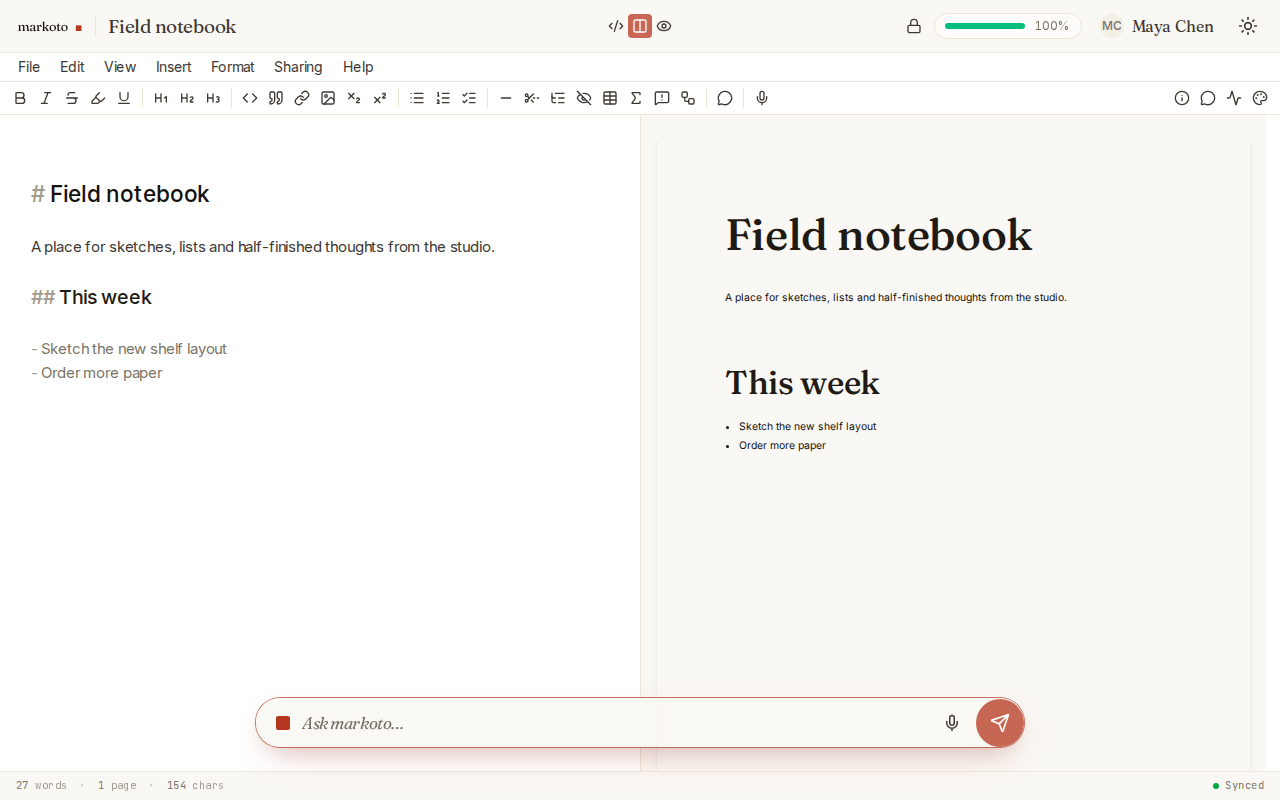 markoto
Field notebook
100%
MC
Maya Chen
File Edit View Insert Format Sharing Help
H1 H2 H3
# Field notebook
A place for sketches, lists and half-finished thoughts from the studio.
## This week
- Sketch the new shelf layout
- Order more paper
Field notebook
A place for sketches, lists and half-finished thoughts from the studio.
This week
• Sketch the new shelf layout
• Order more paper
Ask markoto...
27 words · 1 page · 154 chars
Synced